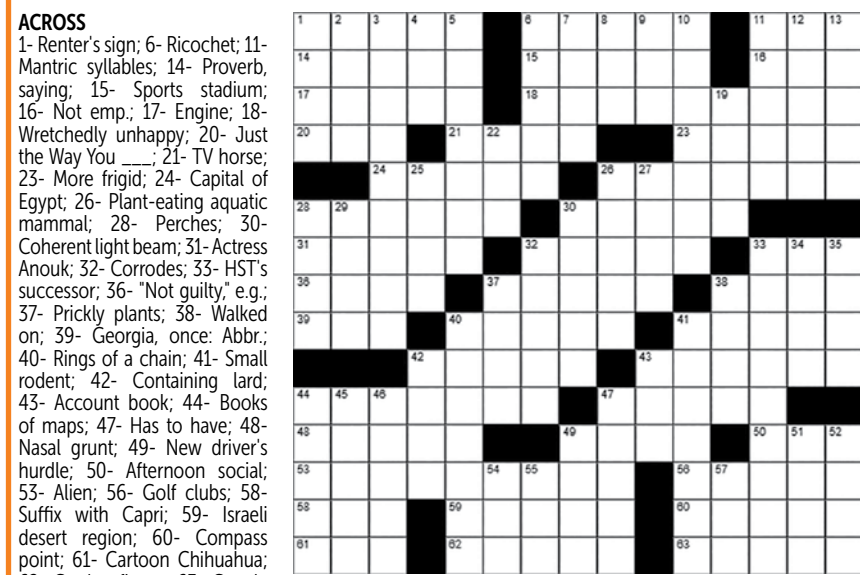 ACROSS
1- Renter's sign; 6- Ricochet; 11-
Mantric syllables; 14- Proverb,
saying; 15- Sports stadium;
16- Not emp.; 17- Engine; 18-
Wretchedly unhappy; 20- Just
the Way You ___; 21- TV horse;
23- More frigid; 24- Capital of
Egypt; 26- Plant-eating aquatic
mammal; 28- Perches; 30-
Coherent light beam; 31- Actress
Anouk; 32- Corrodes; 33- HST's
successor; 36- "Not guilty," e.g.;
37- Prickly plants; 38- Walked
on; 39- Georgia, once: Abbr.;
40- Rings of a chain; 41- Small
rodent; 42- Containing lard;
43- Account book; 44- Books
of maps; 47- Has to have; 48-
Nasal grunt; 49- New driver's
hurdle; 50- Afternoon social;
53- Alien; 56- Golf clubs; 58-
Suffix with Capri; 59- Israeli
desert region; 60- Compass
point; 61- Cartoon Chihuahua;
1 2 3 4 5 6 7 8 9 10 11 12 13
14 15 16
17 18 19
20 21 22 23
24 25 26 27
28 29 30
31 32 33 34 35
36 37 38
39 40 41
42 43
44 45 46 47
48 49 50 51 52
53 54 55 56 57
58 59 60
61 62 63